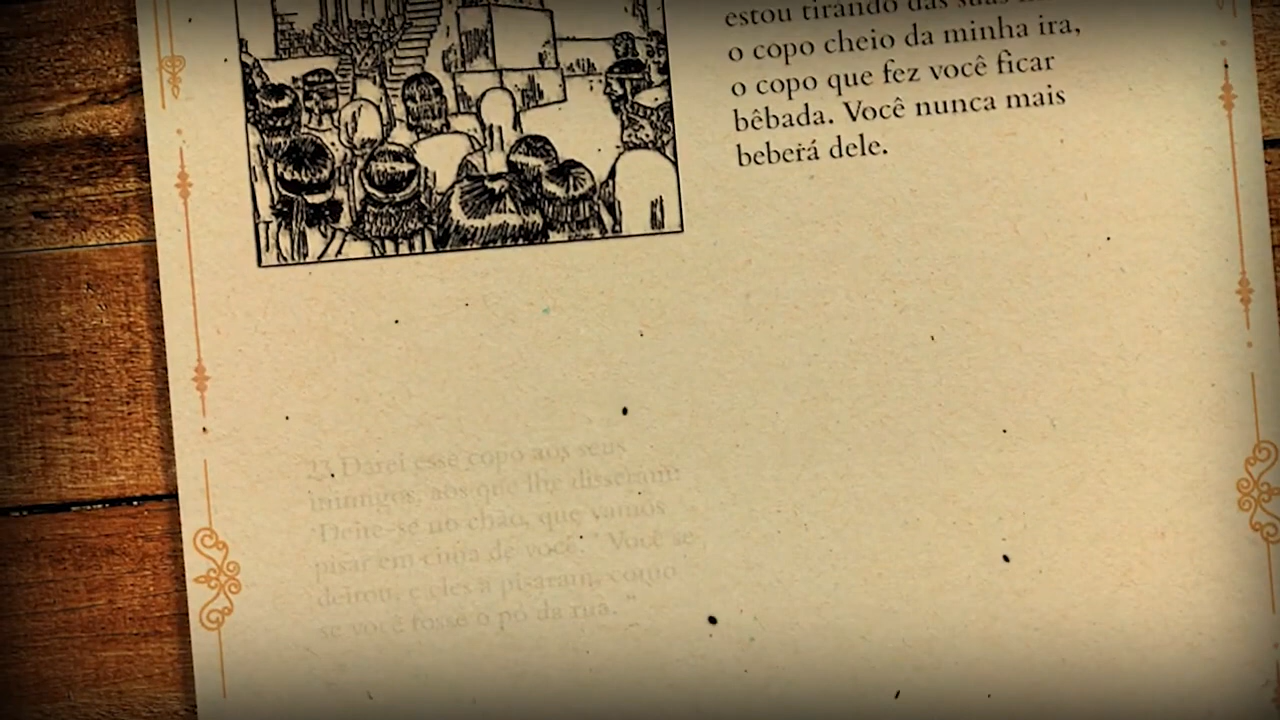 estou tirando das suas
o copo cheio da minha ira,
o copo que fez você ficar
bêbada. Você nunca mais
beberá dele.
23 Darei esse copo aos seus
inimigos, aos que lhe disseram:
"Deite-se no chão, que vamos
pisar em cima de você." Você se
deitou, e eles a pisaram, como
se você fosse o pó da rua."